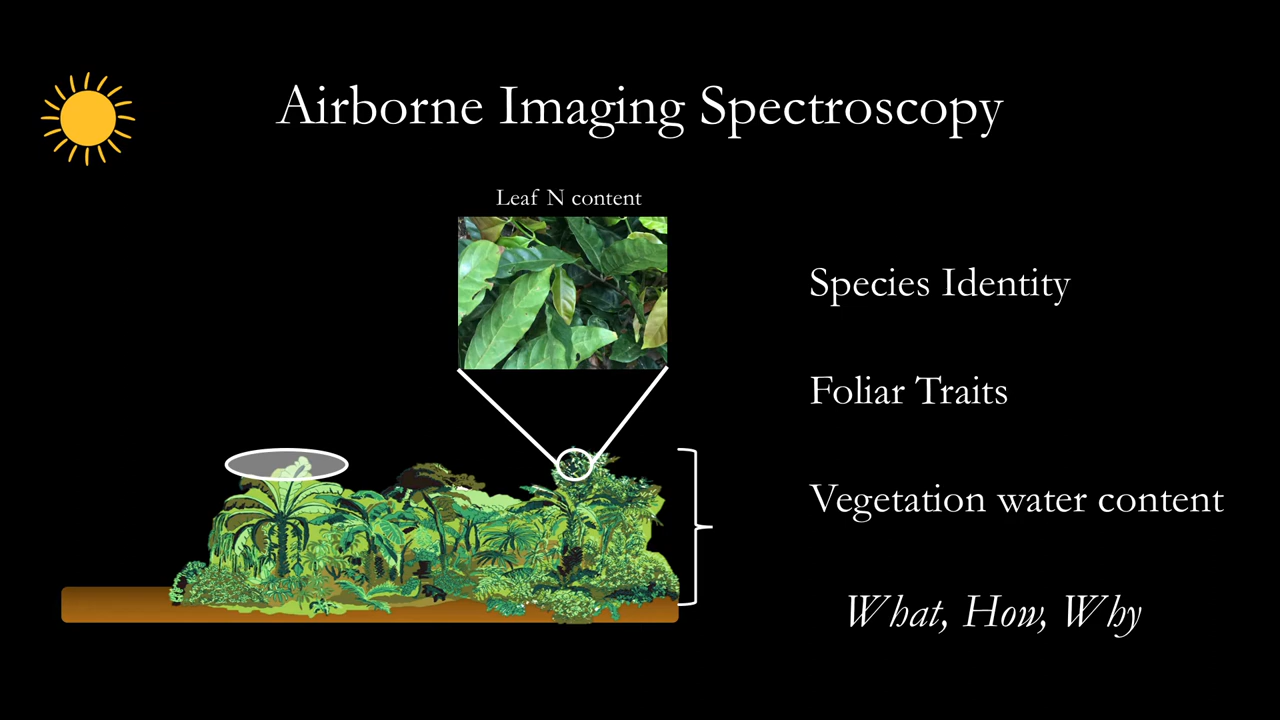 Airborne Imaging Spectroscopy
Leaf N content
Species Identity
Foliar Traits
Vegetation water content
What, How, Why